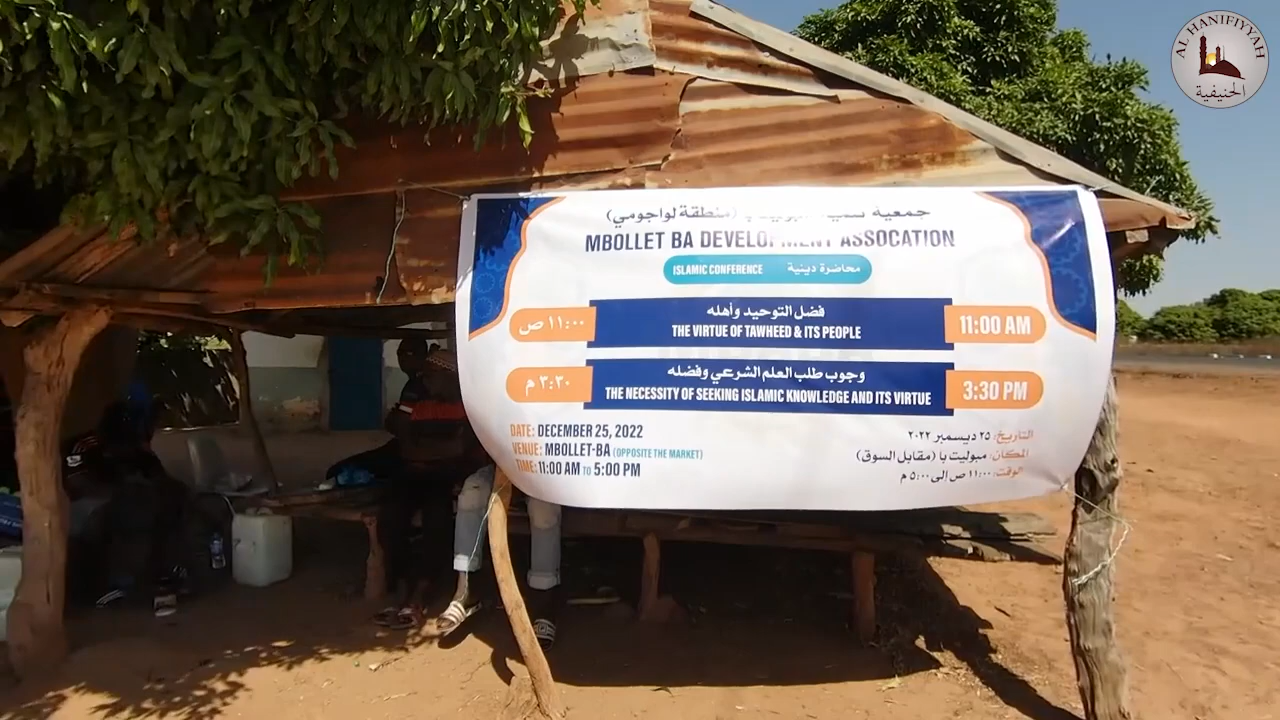 AL HANIFIYYAH
الحنيفية
جمعية (منطقة لواجومي)
MBOLLET BA DEVELOPMENT ASSOCATION
ISLAMIC CONFERENCE محاضرة دينية
فضل التوحيد وأهله
١١:٠٠ ص THE VIRTUE OF TAWHEED & ITS PEOPLE 11:00 AM
وجوب طلب العلم الشرعي وفضله
٣:٣٠ م THE NECESSITY OF SEEKING ISLAMIC KNOWLEDGE AND ITS VIRTUE 3:30 PM
DATE: DECEMBER 25, 2022
VENUE: MBOLLET-BA (OPPOSITE THE MARKET)
TIME: 11:00 AM TO 5:00 PM
التاريخ: ٢٥ ديسمبر ٢٠٢٢
المكان: مبوليت با (مقابل السوق)
الوقت: ١١:٠٠ ص إلى ٥:٠٠ م